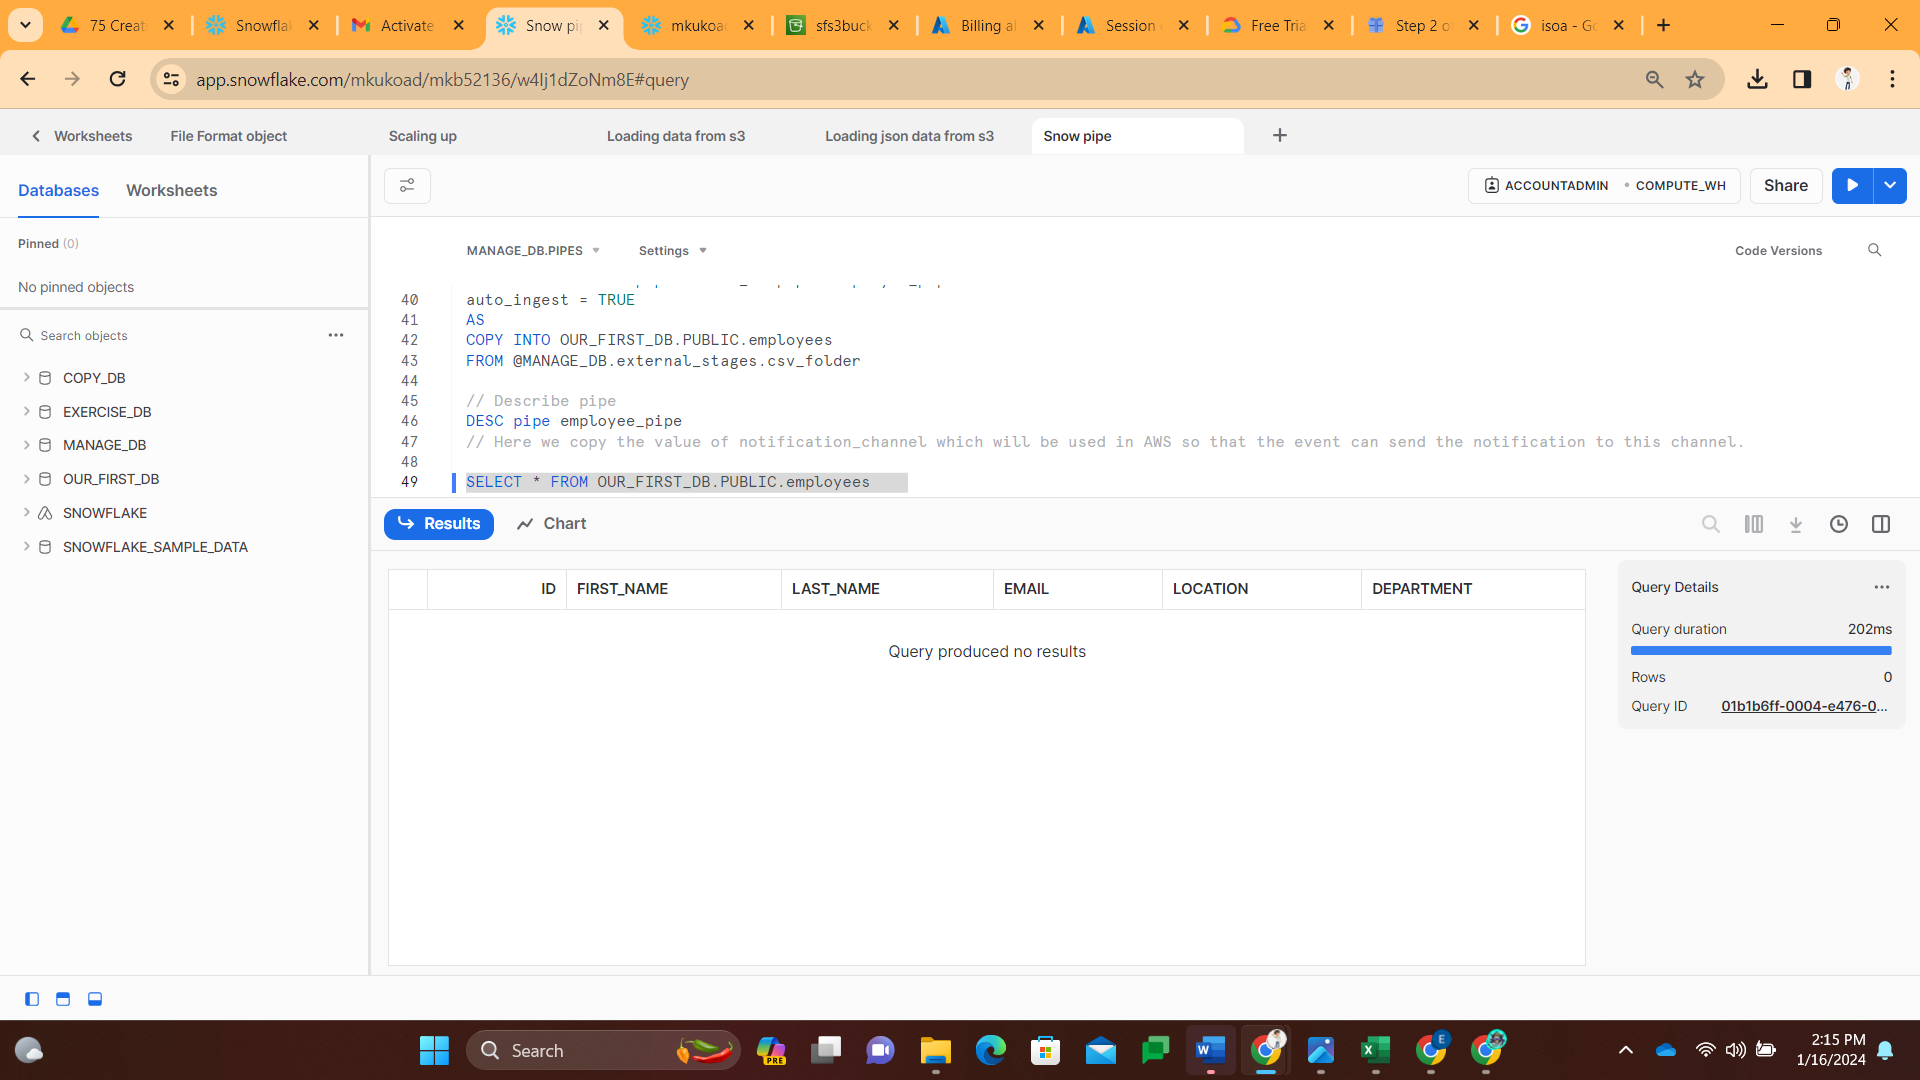 75 Creati
Snowflak
Activate
Snow pi
mkukoad
sfs3buck
Billing al
Session
Free Tria
Step 2 o
isoa - Go
app.snowflake.com/mkukoad/mkb52136/w4Ij1dZoNm8E#query
Worksheets
File Format object
Scaling up
Loading data from s3
Loading json data from s3
Snow pipe
Databases
Worksheets
ACCOUNTADMIN
COMPUTE_WH
Share
Pinned (0)
No pinned objects
Search objects
COPY_DB
EXERCISE_DB
MANAGE_DB
OUR_FIRST_DB
SNOWFLAKE
SNOWFLAKE_SAMPLE_DATA
MANAGE_DB.PIPES
Settings
Code Versions
40 auto_ingest = TRUE
41 AS
42 COPY INTO OUR_FIRST_DB.PUBLIC.employees
43 FROM @MANAGE_DB.external_stages.csv_folder
44
45 // Describe pipe
46 DESC pipe employee_pipe
47 // Here we copy the value of notification_channel which will be used in AWS so that the event can send the notification to this channel.
48
49 SELECT * FROM OUR_FIRST_DB.PUBLIC.employees
Results
Chart
ID FIRST_NAME LAST_NAME EMAIL LOCATION DEPARTMENT
Query produced no results
Query Details
Query duration 202ms
Rows 0
Query ID 01b1b6ff-0004-e476-0...
Search
PRE
E
2:15 PM
1/16/2024